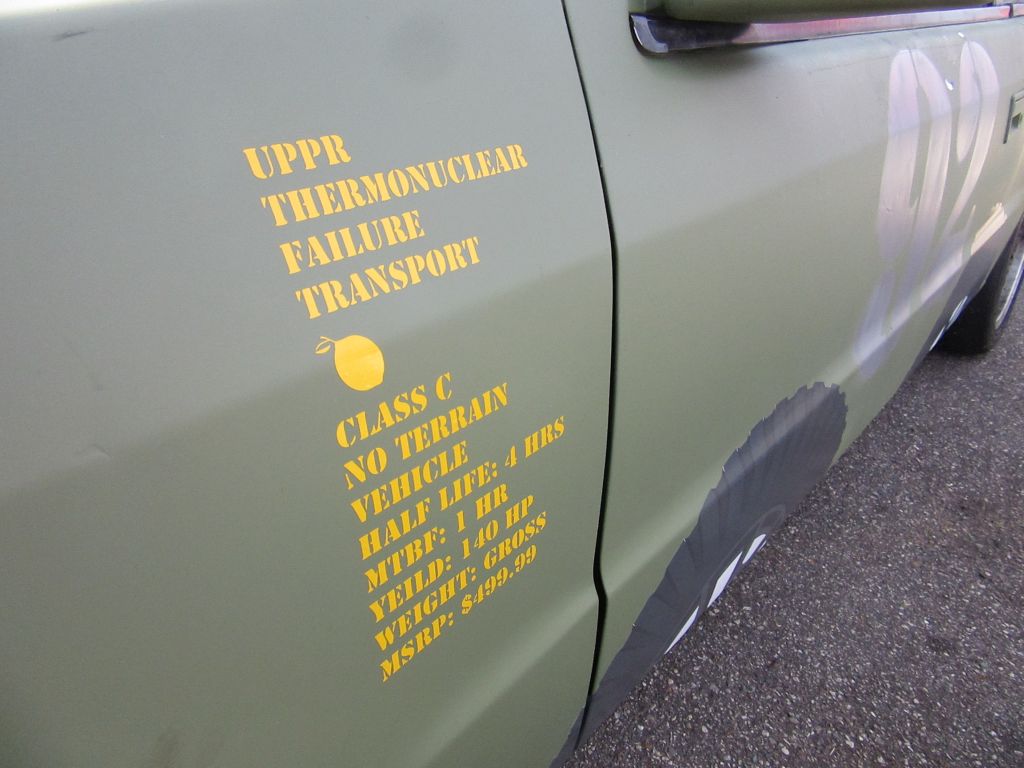 UPPR
THERMONUCLEAR
FAILURE
TRANSPORT
CLASS C
NO TERRAIN
VEHICLE
HALF LIFE: 4 HRS
MTBF: 1 HR
YEILD: 140 HP
WEIGHT: GROSS
MSRP: $499.99